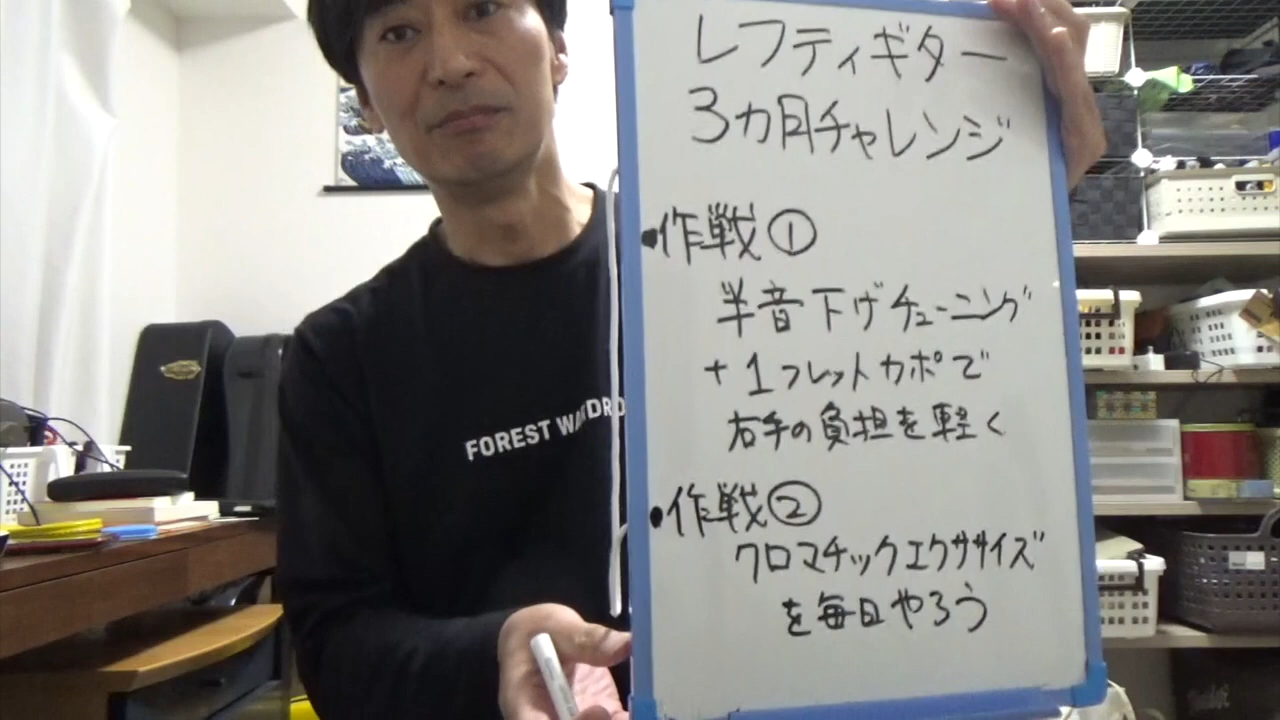 レフティギター
3カ月チャレンジ
・作戦①
半音下げチューニング
+1フレットカポで
右手の負担を軽く
・作戦②
クロマチックエクササイズ
を毎日やろう
FOREST